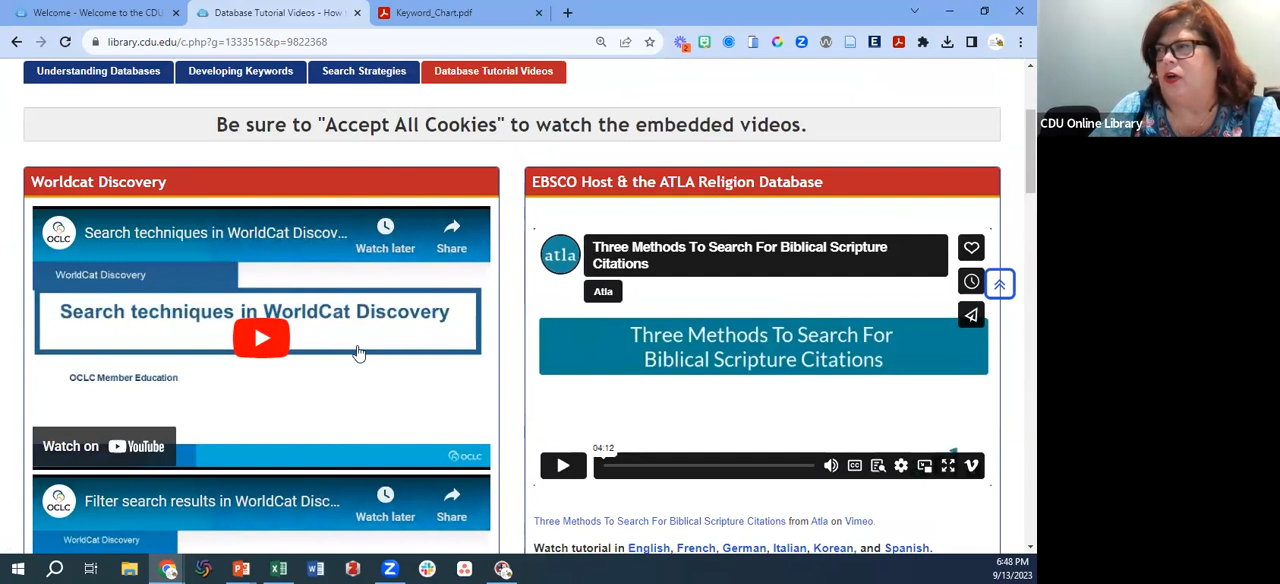 Welcome - Welcome to the CDU
Database Tutorial Videos - How
Keyword_Chart.pdf
library.cdu.edu/c.php?g=1333515&p=9822368
Understanding Databases
Developing Keywords
Search Strategies
Database Tutorial Videos
CDU Online Library
Be sure to "Accept All Cookies" to watch the embedded videos.
Worldcat Discovery
OCLC
Search techniques in WorldCat Discov...
Watch later
Share
WorldCat Discovery
Search techniques in WorldCat Discovery
OCLC Member Education
Watch on YouTube
OCLC
OCLC
Filter search results in WorldCat Disc...
Watch later
Share
WorldCat Discovery
EBSCO Host & the ATLA Religion Database
atla
Three Methods To Search For Biblical Scripture
Citations
Atla
Three Methods To Search For
Biblical Scripture Citations
04:12
CC
Three Methods To Search For Biblical Scripture Citations from Atla on Vimeo.
Watch tutorial in English, French, German, Italian, Korean, and Spanish.
6:48 PM
9/13/2023